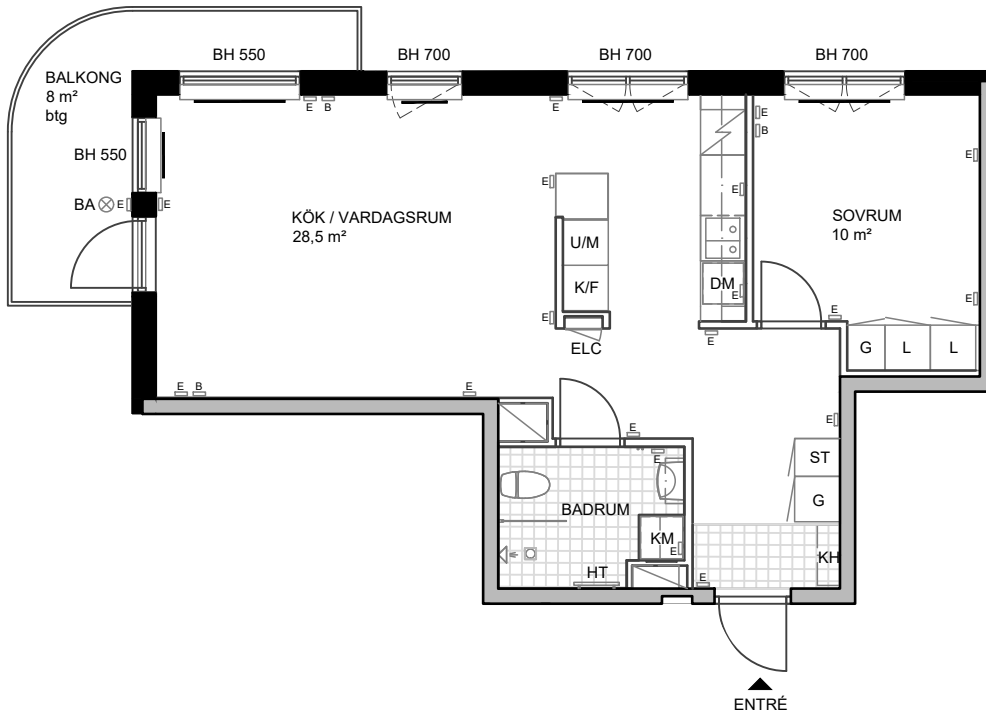 BH 550
BH 700
BH 700
BH 700
BALKONG
8 m²
btg
E
B
E
E
B
E
BH 550
E
E
BA
E
E
KÖK / VARDAGSRUM
28,5 m²
SOVRUM
10 m²
U/M
K/F
DM
E
E
E
E
E
ELC
E
G
L
L
E
B
E
E
E
ST
E
G
BADRUM
KM
E
KH
HT
E
ENTRÉ